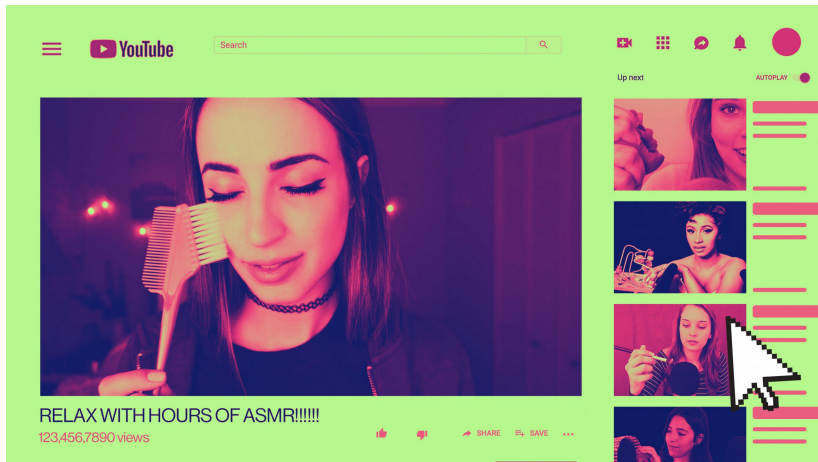 YouTube
Search
Up next
AUTOPLAY
RELAX WITH HOURS OF ASMR!!!!!!
123,456,7890 views
SHARE
SAVE